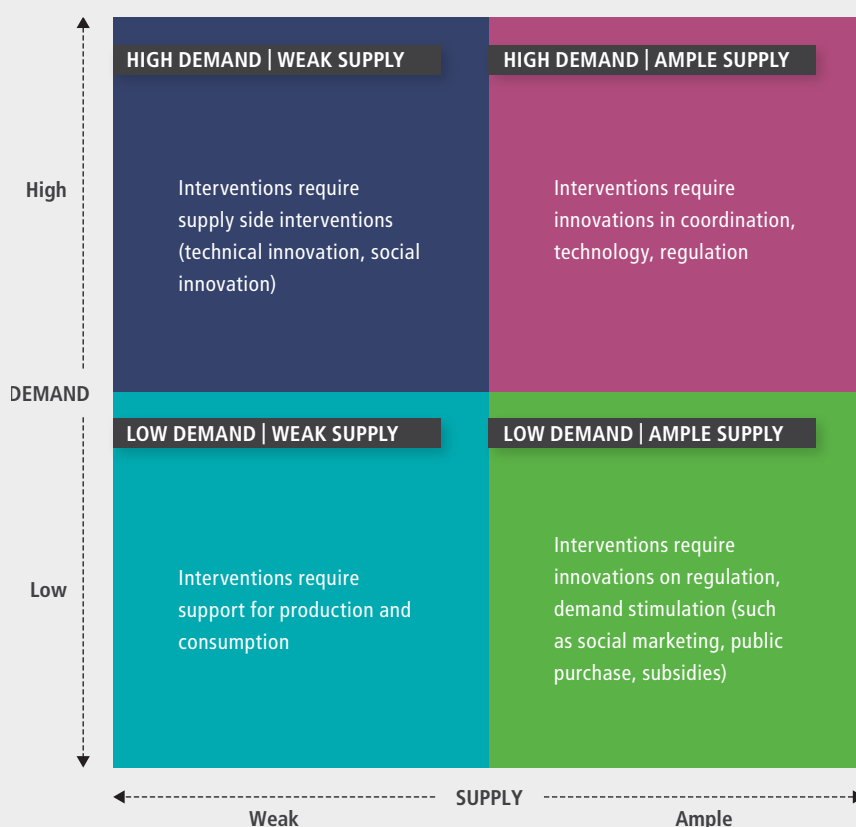 HIGH DEMAND | WEAK SUPPLY
HIGH DEMAND | AMPLE SUPPLY
High
Interventions require
supply side interventions
(technical innovation, social
innovation)
Interventions require
innovations in coordination,
technology, regulation
DEMAND
LOW DEMAND | WEAK SUPPLY
LOW DEMAND | AMPLE SUPPLY
Low
Interventions require
support for production and
consumption
Interventions require
innovations on regulation,
demand stimulation (such
as social marketing, public
purchase, subsidies)
SUPPLY
Weak
Ample